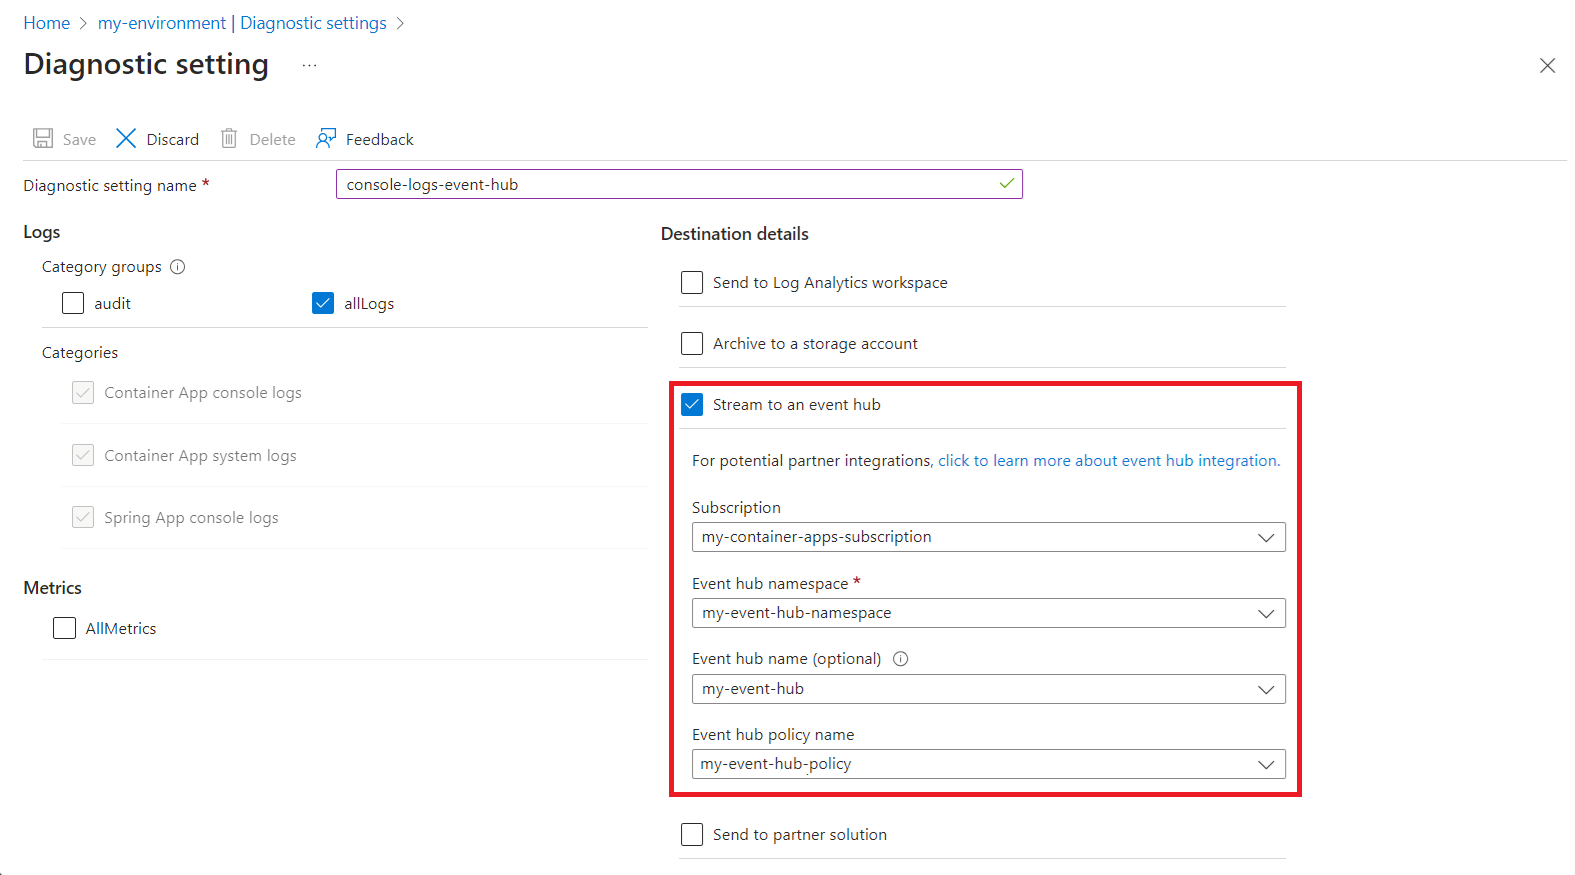 Home > my-environment | Diagnostic settings >
Diagnostic setting ...
Save Discard Delete Feedback
Diagnostic setting name *
console-logs-event-hub
Logs
Category groups
audit
allLogs
Categories
Container App console logs
Container App system logs
Spring App console logs
Metrics
AllMetrics
Destination details
Send to Log Analytics workspace
Archive to a storage account
Stream to an event hub
For potential partner integrations, click to learn more about event hub integration.
Subscription
my-container-apps-subscription
Event hub namespace *
my-event-hub-namespace
Event hub name (optional)
my-event-hub
Event hub policy name
my-event-hub-policy
Send to partner solution